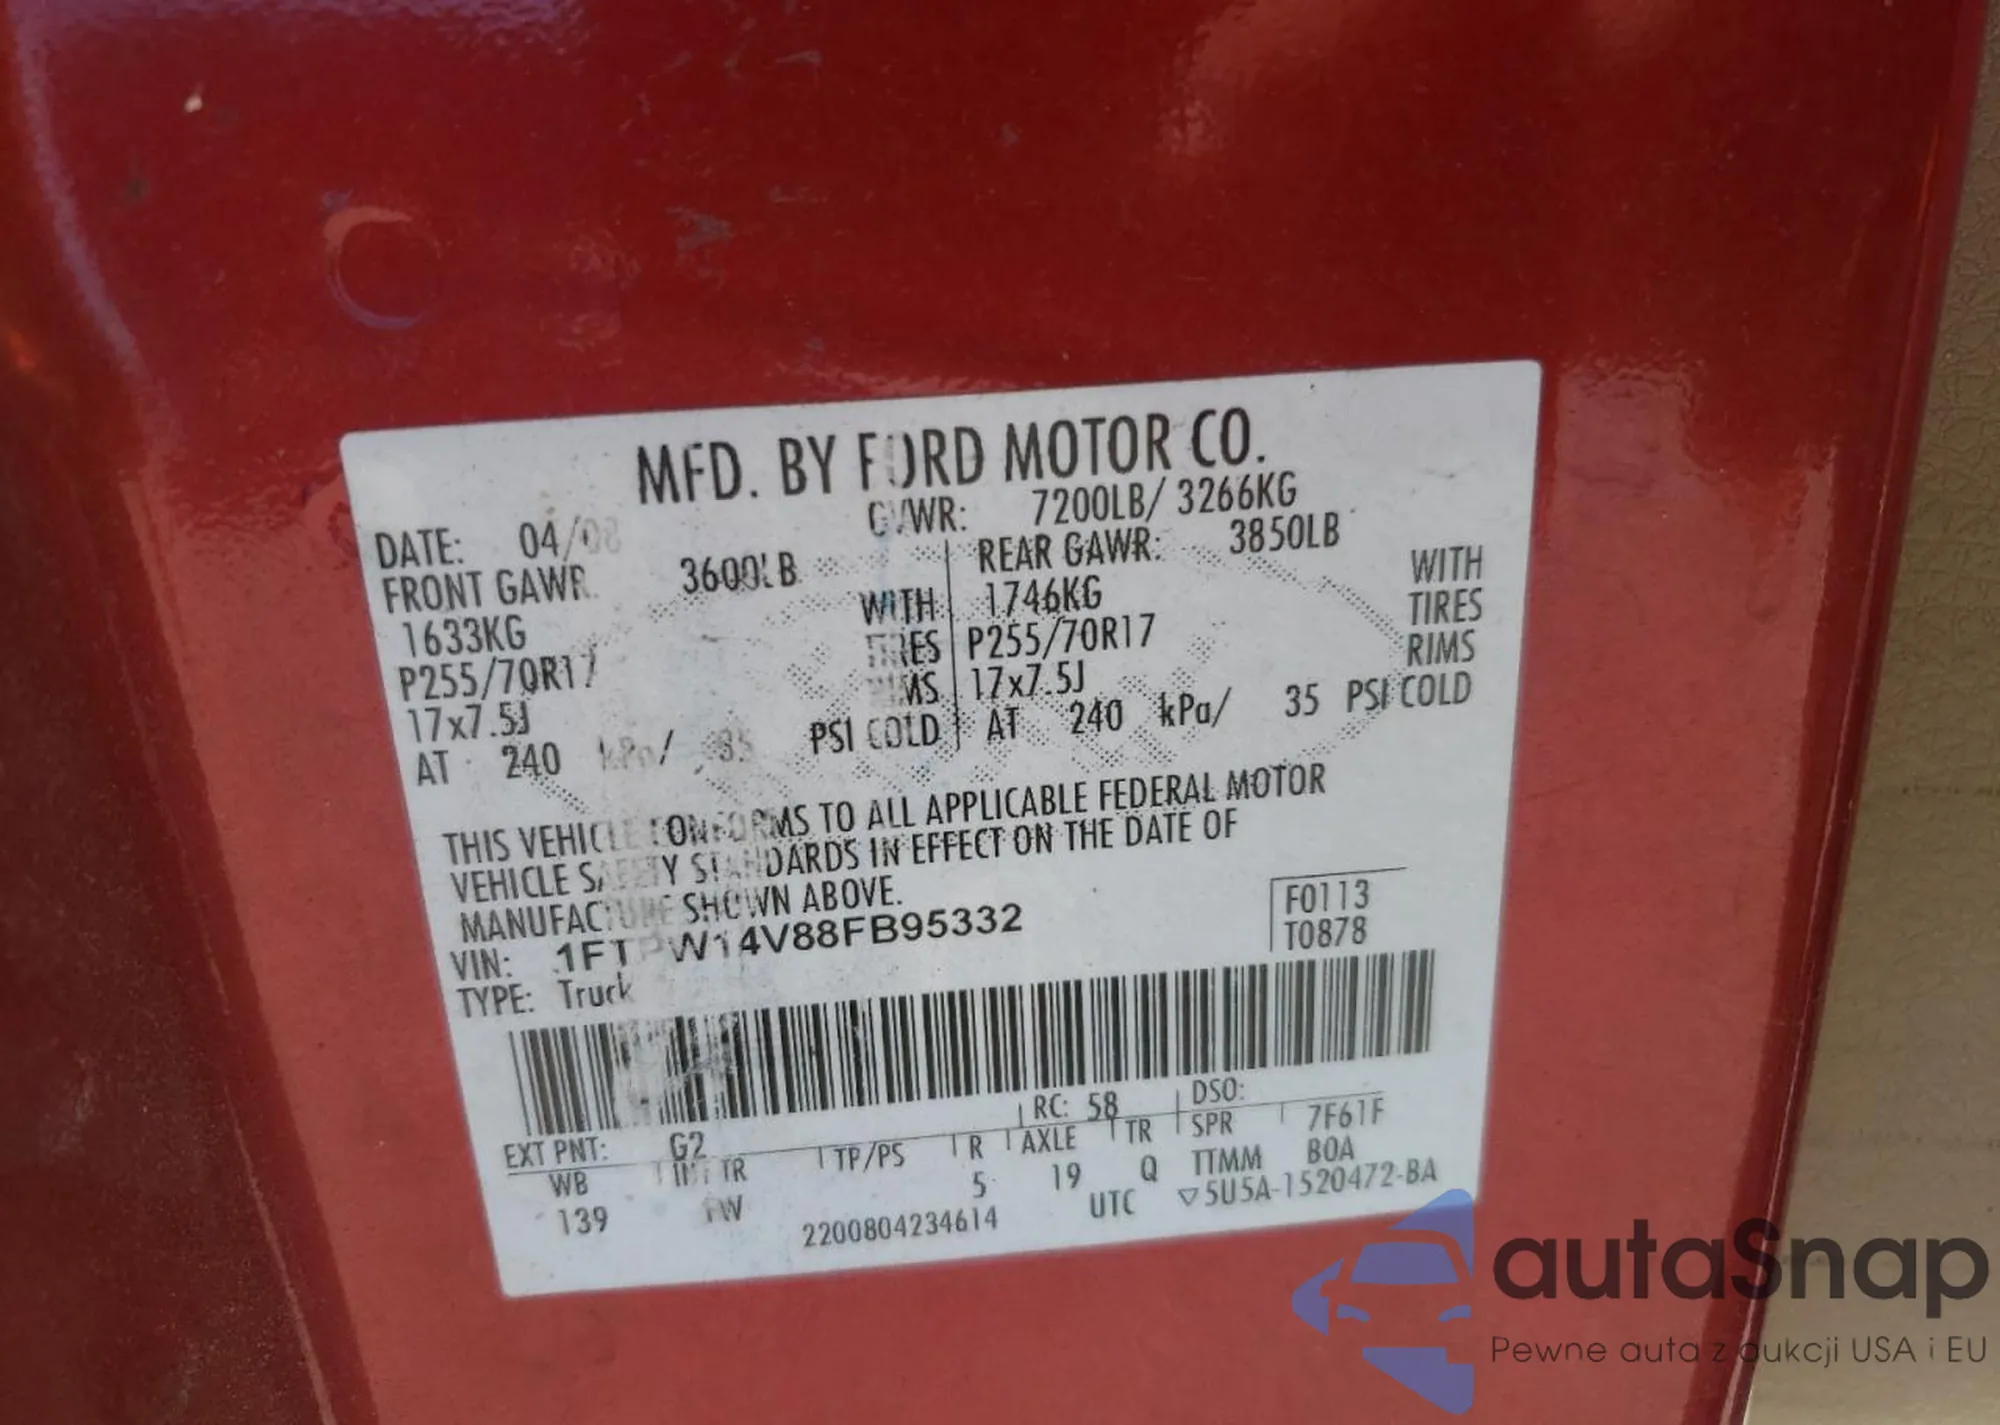 MFD. BY FORD MOTOR CO.
DATE: 04/08 GVWR: 7200LB/ 3266KG
FRONT GAWR: 3600LB REAR GAWR: 3850LB
1633KG WITH 1746KG WITH
P255/70R17 TIRES P255/70R17 TIRES
17x7.5J RIMS 17x7.5J RIMS
AT 240 kPa/ 35 PSI COLD AT 240 kPa/ 35 PSI COLD
THIS VEHICLE CONFORMS TO ALL APPLICABLE FEDERAL MOTOR
VEHICLE SAFETY STANDARDS IN EFFECT ON THE DATE OF
MANUFACTURE SHOWN ABOVE.
VIN: 1FTPW14V88FB95332 F0113
TYPE: Truck T0878
EXT PNT: G2 RC: 58 DSO:
WB INT TR TP/PS R AXLE TR SPR 7F61F
139 5 19 Q TTMM BOA
2200804234614 UTC ▽5U5A-1520472-BA
autaSnap
Pewne auta z aukcji USA i EU